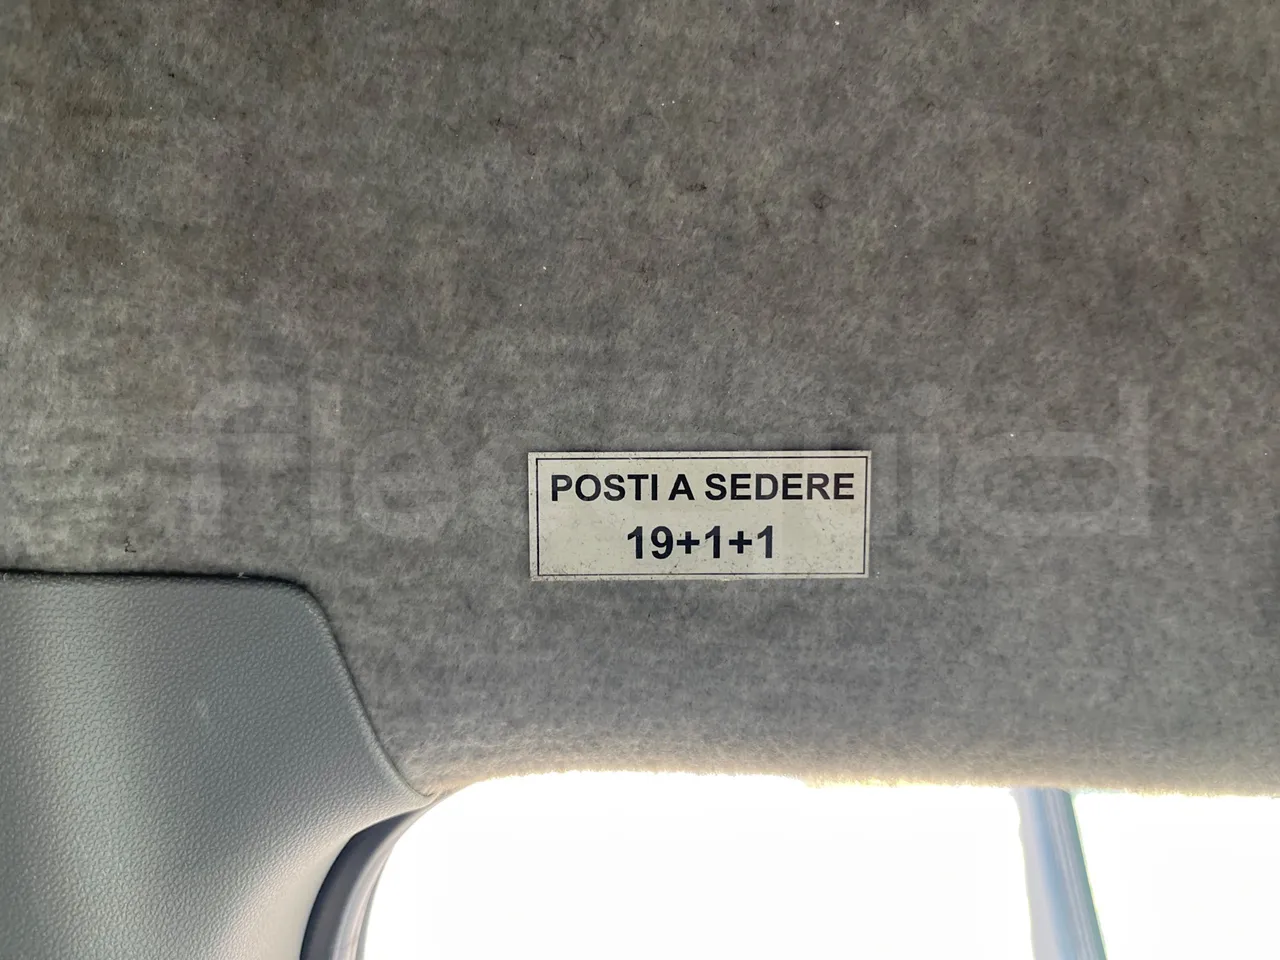 POSTI A SEDERE
19+1+1